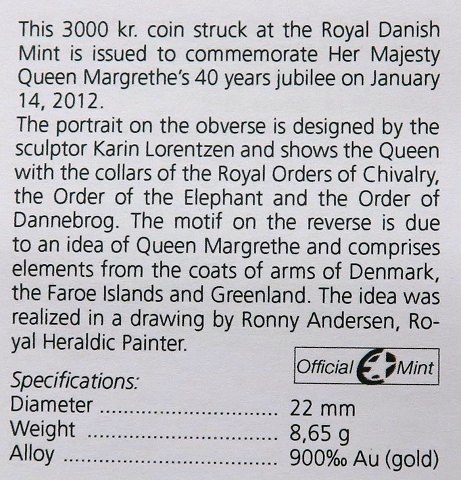 This 3000 kr. coin struck at the Royal Danish
Mint is issued to commemorate Her Majesty
Queen Margrethe's 40 years jubilee on January
14, 2012.
The portrait on the obverse is designed by the
sculptor Karin Lorentzen and shows the Queen
with the collars of the Royal Orders of Chivalry,
the Order of the Elephant and the Order of
Dannebrog. The motif on the reverse is due
to an idea of Queen Margrethe and comprises
elements from the coats of arms of Denmark,
the Faroe Islands and Greenland. The idea was
realized in a drawing by Ronny Andersen, Ro-
yal Heraldic Painter.
Official Mint
Specifications:
Diameter .............................. 22 mm
Weight ................................ 8,65 g
Alloy .................................... 900‰ Au (gold)